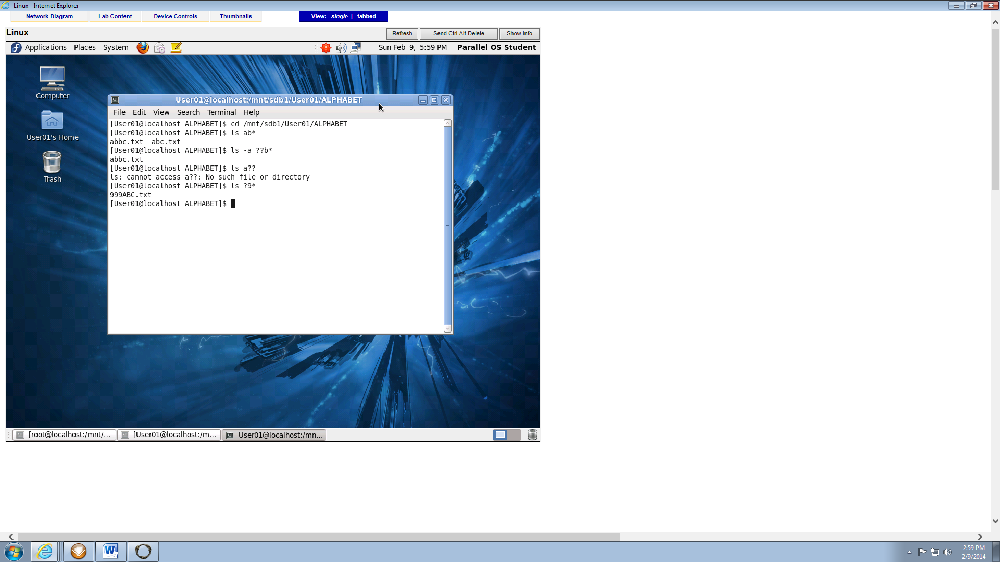 Linux - Internet Explorer
Network Diagram Lab Content Device Controls Thumbnails View: single | tabbed
Linux Refresh Send Ctrl-Alt-Delete Show Info
Applications Places System Sun Feb 9, 5:59 PM Parallel OS Student
Computer
User01's Home
Trash
User01@localhost:/mnt/sdb1/User01/ALPHABET
File Edit View Search Terminal Help
[User01@localhost ALPHABET]$ cd /mnt/sdb1/User01/ALPHABET
[User01@localhost ALPHABET]$ ls ab*
abbc.txt  abc.txt
[User01@localhost ALPHABET]$ ls -a ??b*
abbc.txt
[User01@localhost ALPHABET]$ ls a??
ls: cannot access a??: No such file or directory
[User01@localhost ALPHABET]$ ls ?9*
999ABC.txt
[User01@localhost ALPHABET]$
[root@localhost:/mnt/... [User01@localhost:/m... User01@localhost:/mn...
2:59 PM
2/9/2014